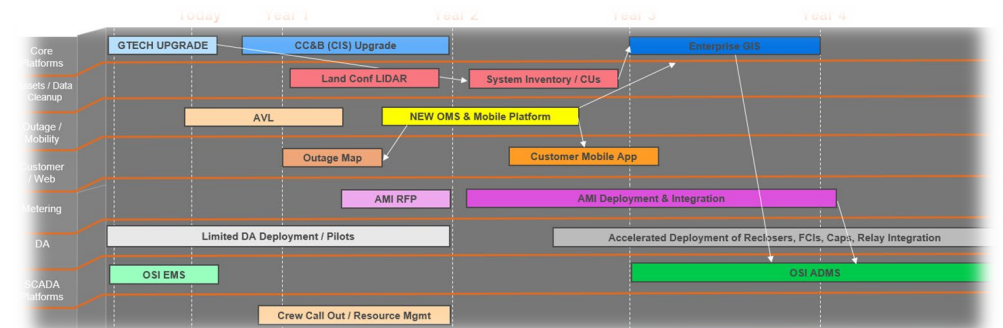 Today Year 1 Year 2 Year 3 Year 4
Core
Platforms
GTECH UPGRADE
CC&B (CIS) Upgrade
Enterprise GIS
Assets / Data
Cleanup
Land Conf LIDAR
System Inventory / CUs
Outage /
Mobility
AVL
NEW OMS & Mobile Platform
Customer
/ Web
Outage Map
Customer Mobile App
Metering
AMI RFP
AMI Deployment & Integration
DA
Limited DA Deployment / Pilots
Accelerated Deployment of Reclosers, FCIs, Caps, Relay Integration
SCADA
Platforms
OSI EMS
OSI ADMS
Crew Call Out / Resource Mgmt